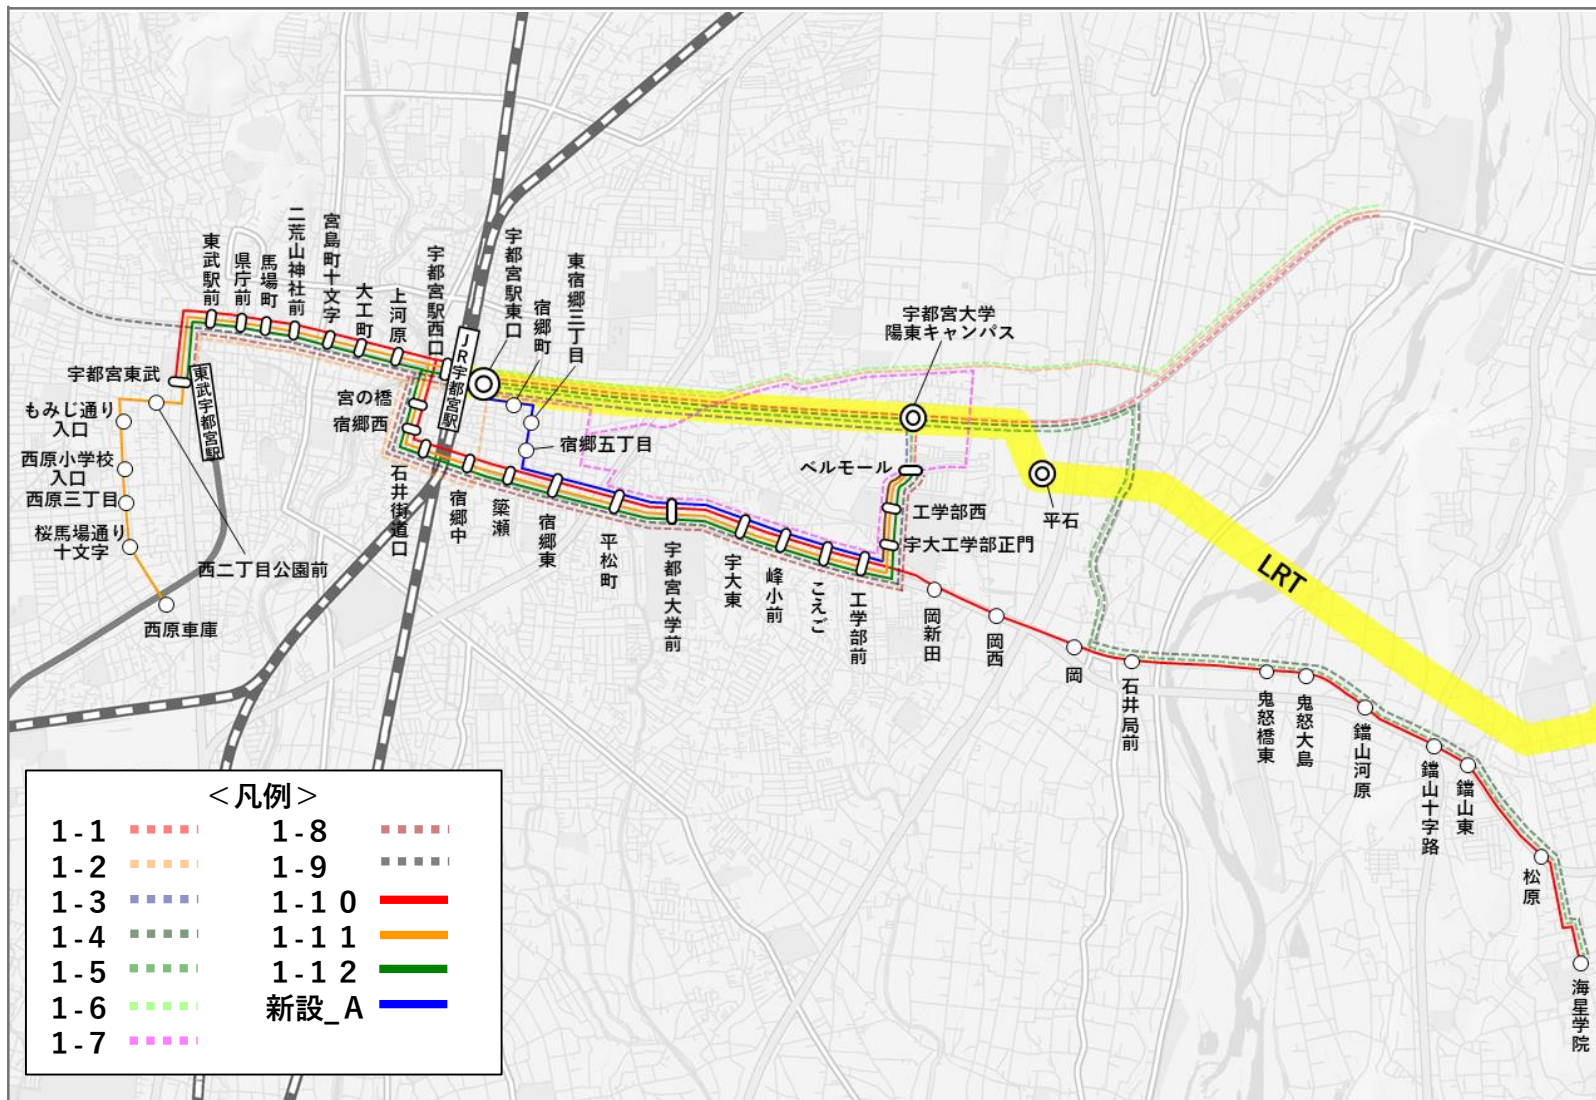 東武駅前
県庁前
馬場町
二荒山神社前
宮島町十文字
大工町
上河原
宇都宮駅西口
JR宇都宮駅
宇都宮駅東口
宿郷町
東宿郷三丁目
宇都宮大学
陽東キャンパス
宇都宮東武
東武宇都宮駅
もみじ通り
入口
西原小学校
入口
西原三丁目
桜馬場通り
十文字
西二丁目公園前
西原車庫
宮の橋
宿郷西
宿郷五丁目
ベルモール
工学部西
宇大工学部正門
平石
LRT
石井街道口
宿郷中
簗瀬
宿郷東
平松町
宇都宮大学前
宇大東
峰小前
こえご
工学部前
岡新田
岡西
岡
石井局前
鬼怒橋東
鬼怒大島
鐺山河原
鐺山十字路
鐺山東
松原
海星学院
＜凡例＞
1-1
1-2
1-3
1-4
1-5
1-6
1-7
1-8
1-9
1-10
1-11
1-12
新設_A